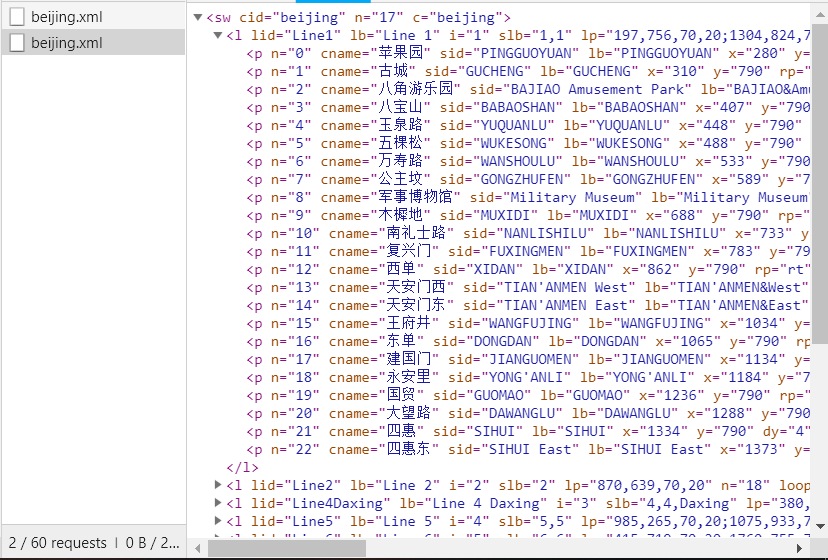 beijing.xml
beijing.xml
<sw cid="beijing" n="17" c="beijing">
<l lid="Line1" lb="Line 1" i="1" slb="1,1" lp="197,756,70,20;1304,824,7
<p n="0" cname="苹果园" sid="PINGGUOYUAN" lb="PINGGUOYUAN" x="280" y=
<p n="1" cname="古城" sid="GUCHENG" lb="GUCHENG" x="310" y="790" rp="
<p n="2" cname="八角游乐园" sid="BAJIAO Amusement Park" lb="BAJIAO&Amu
<p n="3" cname="八宝山" sid="BABAOSHAN" lb="BABAOSHAN" x="407" y="790
<p n="4" cname="玉泉路" sid="YUQUANLU" lb="YUQUANLU" x="448" y="790"
<p n="5" cname="五棵松" sid="WUKESONG" lb="WUKESONG" x="488" y="790"
<p n="6" cname="万寿路" sid="WANSHOULU" lb="WANSHOULU" x="533" y="790
<p n="7" cname="公主坟" sid="GONGZHUFEN" lb="GONGZHUFEN" x="589" y="7
<p n="8" cname="军事博物馆" sid="Military Museum" lb="Military Museum"
<p n="9" cname="木樨地" sid="MUXIDI" lb="MUXIDI" x="688" y="790" rp="
<p n="10" cname="南礼士路" sid="NANLISHILU" lb="NANLISHILU" x="733" y
<p n="11" cname="复兴门" sid="FUXINGMEN" lb="FUXINGMEN" x="783" y="79
<p n="12" cname="西单" sid="XIDAN" lb="XIDAN" x="862" y="790" rp="rt"
<p n="13" cname="天安门西" sid="TIAN'ANMEN West" lb="TIAN'ANMEN&West"
<p n="14" cname="天安门东" sid="TIAN'ANMEN East" lb="TIAN'ANMEN&East"
<p n="15" cname="王府井" sid="WANGFUJING" lb="WANGFUJING" x="1034" y=
<p n="16" cname="东单" sid="DONGDAN" lb="DONGDAN" x="1065" y="790" rp
<p n="17" cname="建国门" sid="JIANGUOMEN" lb="JIANGUOMEN" x="1134" y=
<p n="18" cname="永安里" sid="YONG'ANLI" lb="YONG'ANLI" x="1184" y="7
<p n="19" cname="国贸" sid="GUOMAO" lb="GUOMAO" x="1236" y="790" rp="
<p n="20" cname="大望路" sid="DAWANGLU" lb="DAWANGLU" x="1288" y="790
<p n="21" cname="四惠" sid="SIHUI" lb="SIHUI" x="1334" y="790" dy="4"
<p n="22" cname="四惠东" sid="SIHUI East" lb="SIHUI East" x="1373" y=
</l>
<l lid="Line2" lb="Line 2" i="2" slb="2" lp="870,639,70,20" n="18" loop
<l lid="Line4Daxing" lb="Line 4 Daxing" i="3" slb="4,4,Daxing" lp="380,
<l lid="Line5" lb="Line 5" i="4" slb="5,5" lp="985,265,70,20;1075,933,7
2 / 60 requests | 0 B / 2...